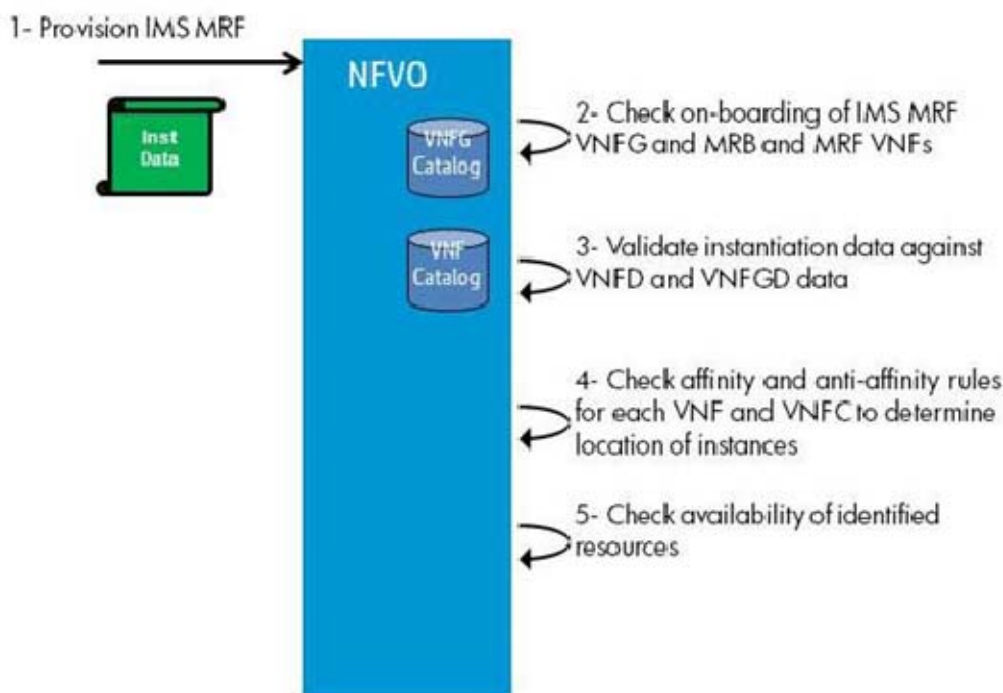 1- Provision IMS MRF
NFVO
Inst
Data
VNFG
Catalog
2- Check on-boarding of IMS MRF
VNFG and MRB and MRF VNFs
VNF
Catalog
3- Validate instantiation data against
VNFD and VNFGD data
4- Check affinity and anti-affinity rules
for each VNF and VNFC to determine
location of instances
5- Check availability of identified
resources